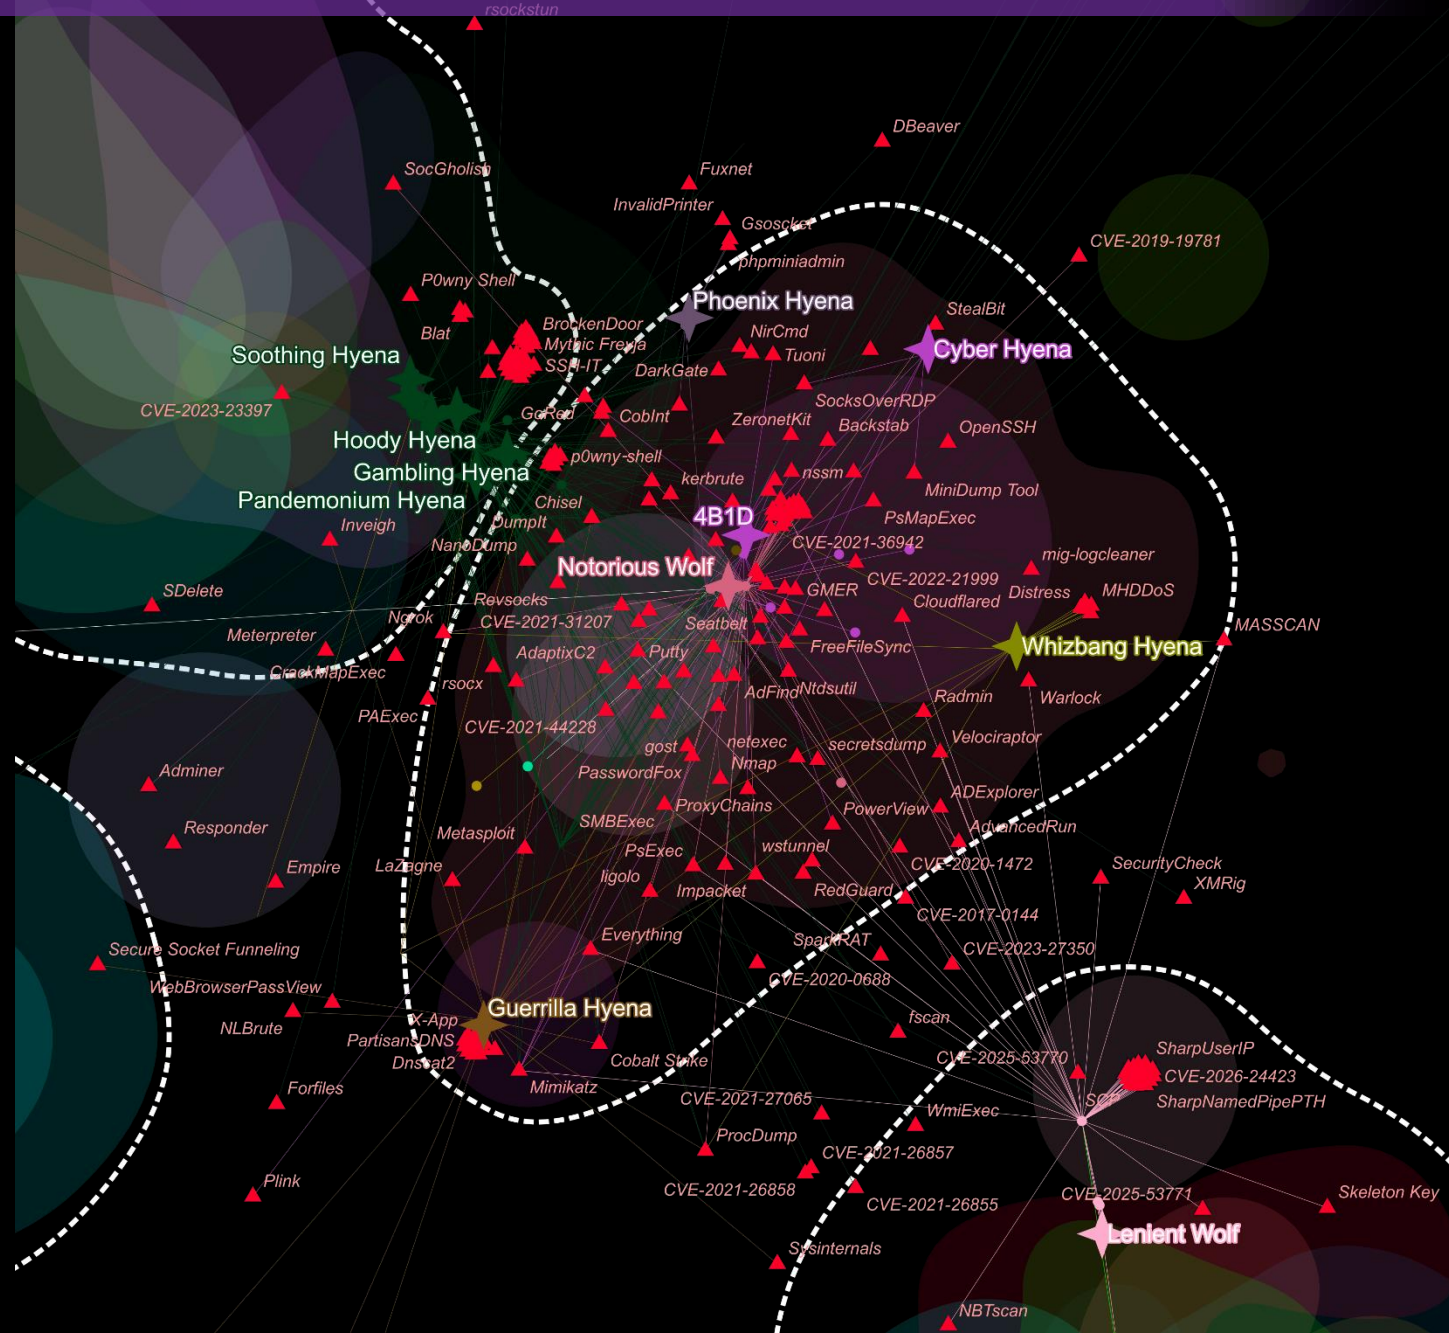 rsockstun
DBeaver
SocGholish
Fuxnet
InvalidPrinter
Gsoscket
CVE-2019-19781
phpminiadmin
P0wny Shell
Phoenix Hyena
StealBit
BrockenDoor
Blat
NirCmd
Mythic Freyja
Cyber Hyena
Soothing Hyena
Tuoni
SSH-IT
DarkGate
SocksOverRDP
CVE-2023-23397
GoRed
CobInt
ZeronetKit
Backstab
OpenSSH
Hoody Hyena
p0wny-shell
Gambling Hyena
kerbrute
nssm
MiniDump Tool
Pandemonium Hyena
Chisel
4B1D
PsMapExec
Inveigh
DumpIt
CVE-2021-36942
NanoDump
mig-logcleaner
Notorious Wolf
CVE-2022-21999
SDelete
GMER
Distress
MHDDoS
Revsocks
Cloudflared
Ngrok
CVE-2021-31207
Seatbelt
MASSCAN
Meterpreter
FreeFileSync
Whizbang Hyena
AdaptixC2
Putty
CrackMapExec
rsocx
AdFind
Ntdsutil
Radmin
Warlock
PAExec
CVE-2021-44228
gost
netexec
secretsdump
Velociraptor
Adminer
PasswordFox
Nmap
ADExplorer
ProxyChains
PowerView
Responder
SMBExec
AdvancedRun
Metasploit
PsExec
wstunnel
CVE-2020-1472
SecurityCheck
Empire
LaZagne
ligolo
Impacket
RedGuard
XMRig
CVE-2017-0144
Everything
SparkRAT
Secure Socket Funneling
CVE-2023-27350
CVE-2020-0688
WebBrowserPassView
Guerrilla Hyena
X-App
fscan
NLBrute
PartisansDNS
SharpUserIP
Dnscat2
Cobalt Strike
CVE-2025-53770
CVE-2026-24423
Forfiles
Mimikatz
CVE-2021-27065
SCP
SharpNamedPipePTH
WmiExec
ProcDump
CVE-2021-26857
Plink
CVE-2021-26858
CVE-2021-26855
CVE-2025-53771
Skeleton Key
Lenient Wolf
Sysinternals
NBTscan